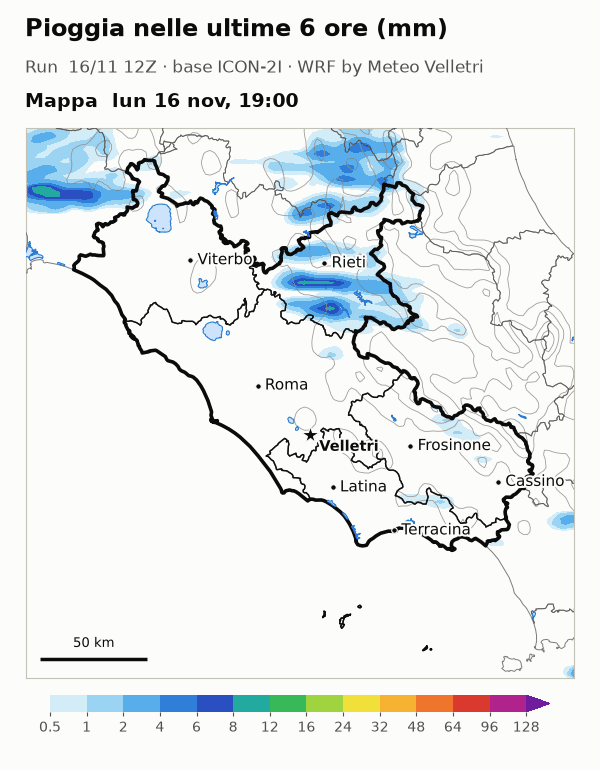 Pioggia nelle ultime 6 ore (mm)
Run  16/11 12Z · base ICON-2I · WRF by Meteo Velletri
Mappa  lun 16 nov, 19:00
Viterbo
Rieti
Roma
Velletri
Frosinone
Cassino
Latina
Terracina
50 km
0.5 1 2 4 6 8 12 16 24 32 48 64 96 128